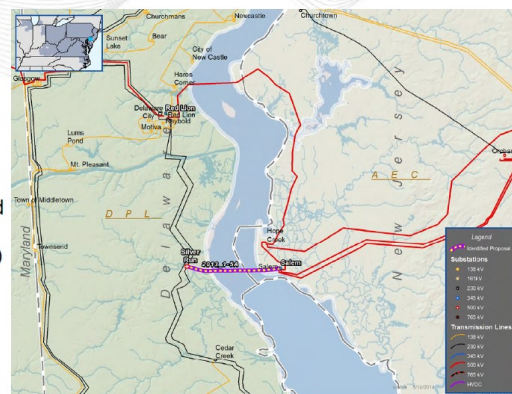 Churchmans
Newcastle
Churchtown
Sunset
Lake
Bear
City of
New Castle
Glasgow
Hares
Corner
Delaware
City
Red Lion
Red Lion
Reybold
Motiva
Lums
Pond
Mt. Pleasant
Town of Middletown
Townsend
Maryland
D P L
Delaware
New Jersey
A E C
Hope
Creek
Silver
Run
Salem
Salem
Cedar
Creek
Legend
Identified Proposal
Substations
138 kV
161kV
230 kV
345 kV
500 kV
765 kV
Transmission Lines
138 kV
230 kV
345 kV
500 kV
765 kV
HVDC